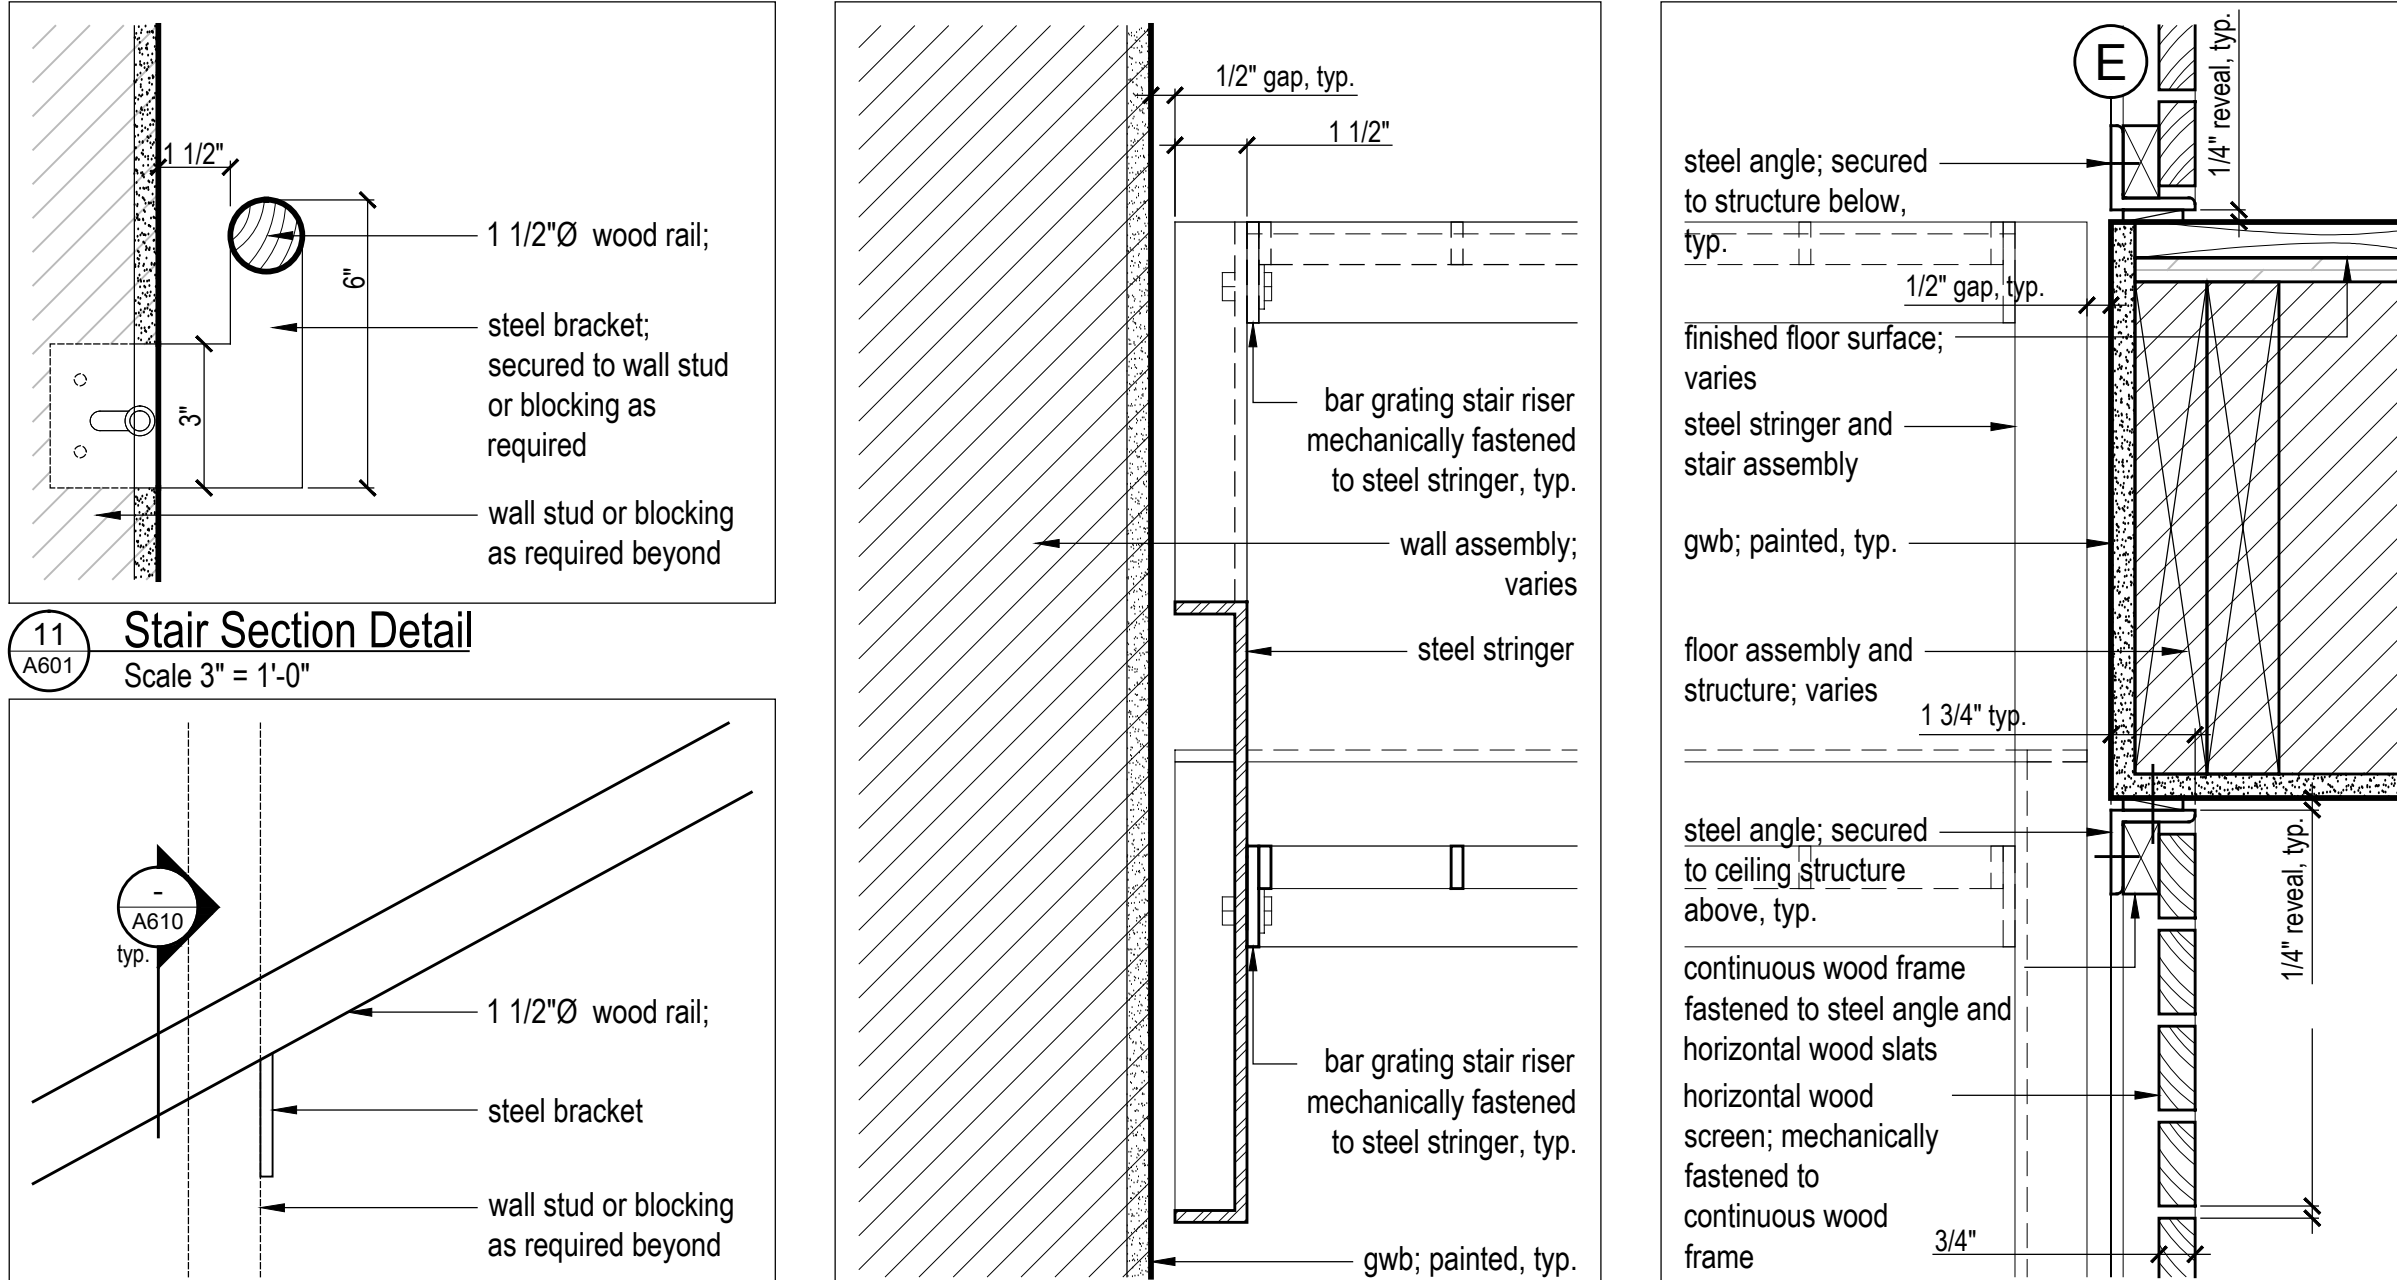 1 1/2"
1 1/2"Ø wood rail;
6"
steel bracket;
secured to wall stud
or blocking as
required
3"
wall stud or blocking
as required beyond
11
A601
Stair Section Detail
Scale 3" = 1'-0"
-
A610
typ.
1 1/2"Ø wood rail;
steel bracket
wall stud or blocking
as required beyond
1/2" gap, typ.
1 1/2"
bar grating stair riser
mechanically fastened
to steel stringer, typ.
wall assembly;
varies
steel stringer
bar grating stair riser
mechanically fastened
to steel stringer, typ.
gwb; painted, typ.
E
1/4" reveal, typ.
steel angle; secured
to structure below,
typ.
1/2" gap, typ.
finished floor surface;
varies
steel stringer and
stair assembly
gwb; painted, typ.
floor assembly and
structure; varies
1 3/4" typ.
steel angle; secured
to ceiling structure
above, typ.
1/4" reveal, typ.
continuous wood frame
fastened to steel angle and
horizontal wood slats
horizontal wood
screen; mechanically
fastened to
continuous wood
frame
3/4"